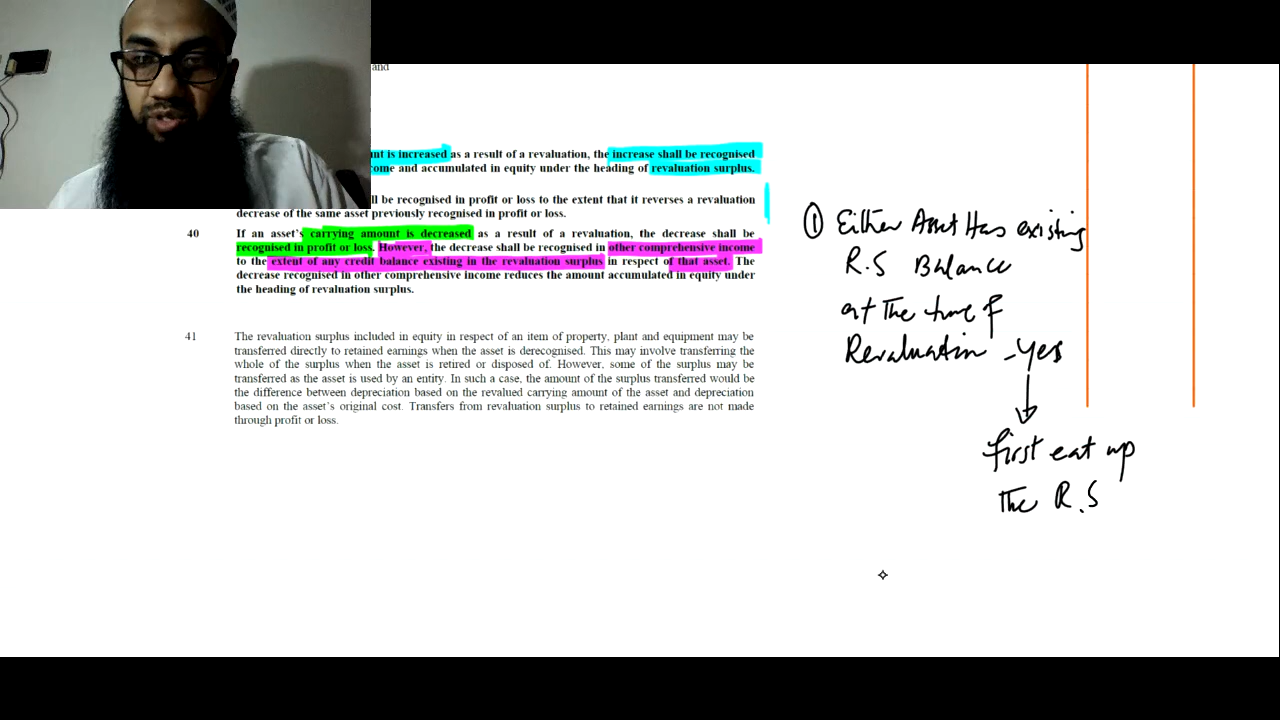 and
nt is increased as a result of a revaluation, the increase shall be recognised
ome and accumulated in equity under the heading of revaluation surplus.
ll be recognised in profit or loss to the extent that it reverses a revaluation
decrease of the same asset previously recognised in profit or loss.
40 If an asset's carrying amount is decreased as a result of a revaluation, the decrease shall be
recognised in profit or loss. However, the decrease shall be recognised in other comprehensive income
to the extent of any credit balance existing in the revaluation surplus in respect of that asset. The
decrease recognised in other comprehensive income reduces the amount accumulated in equity under
the heading of revaluation surplus.
41 The revaluation surplus included in equity in respect of an item of property, plant and equipment may be
transferred directly to retained earnings when the asset is derecognised. This may involve transferring the
whole of the surplus when the asset is retired or disposed of. However, some of the surplus may be
transferred as the asset is used by an entity. In such a case, the amount of the surplus transferred would be
the difference between depreciation based on the revalued carrying amount of the asset and depreciation
based on the asset's original cost. Transfers from revaluation surplus to retained earnings are not made
through profit or loss.
① Either Asset Has existing
R.S Balance
at The time of
Revaluation - yes
first eat up
The R.S